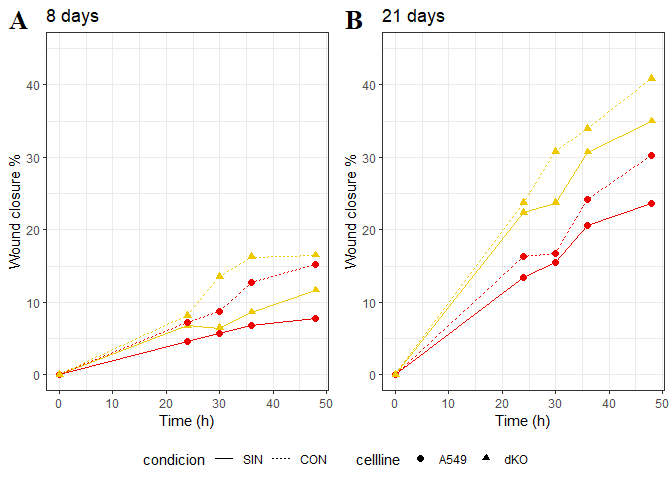 A 8 days
Wound closure %
40
30
20
10
0
0 10 20 30 40 50
Time (h)
B 21 days
Wound closure %
40
30
20
10
0
0 10 20 30 40 50
Time (h)
condicion SIN CON cellline A549 dKO